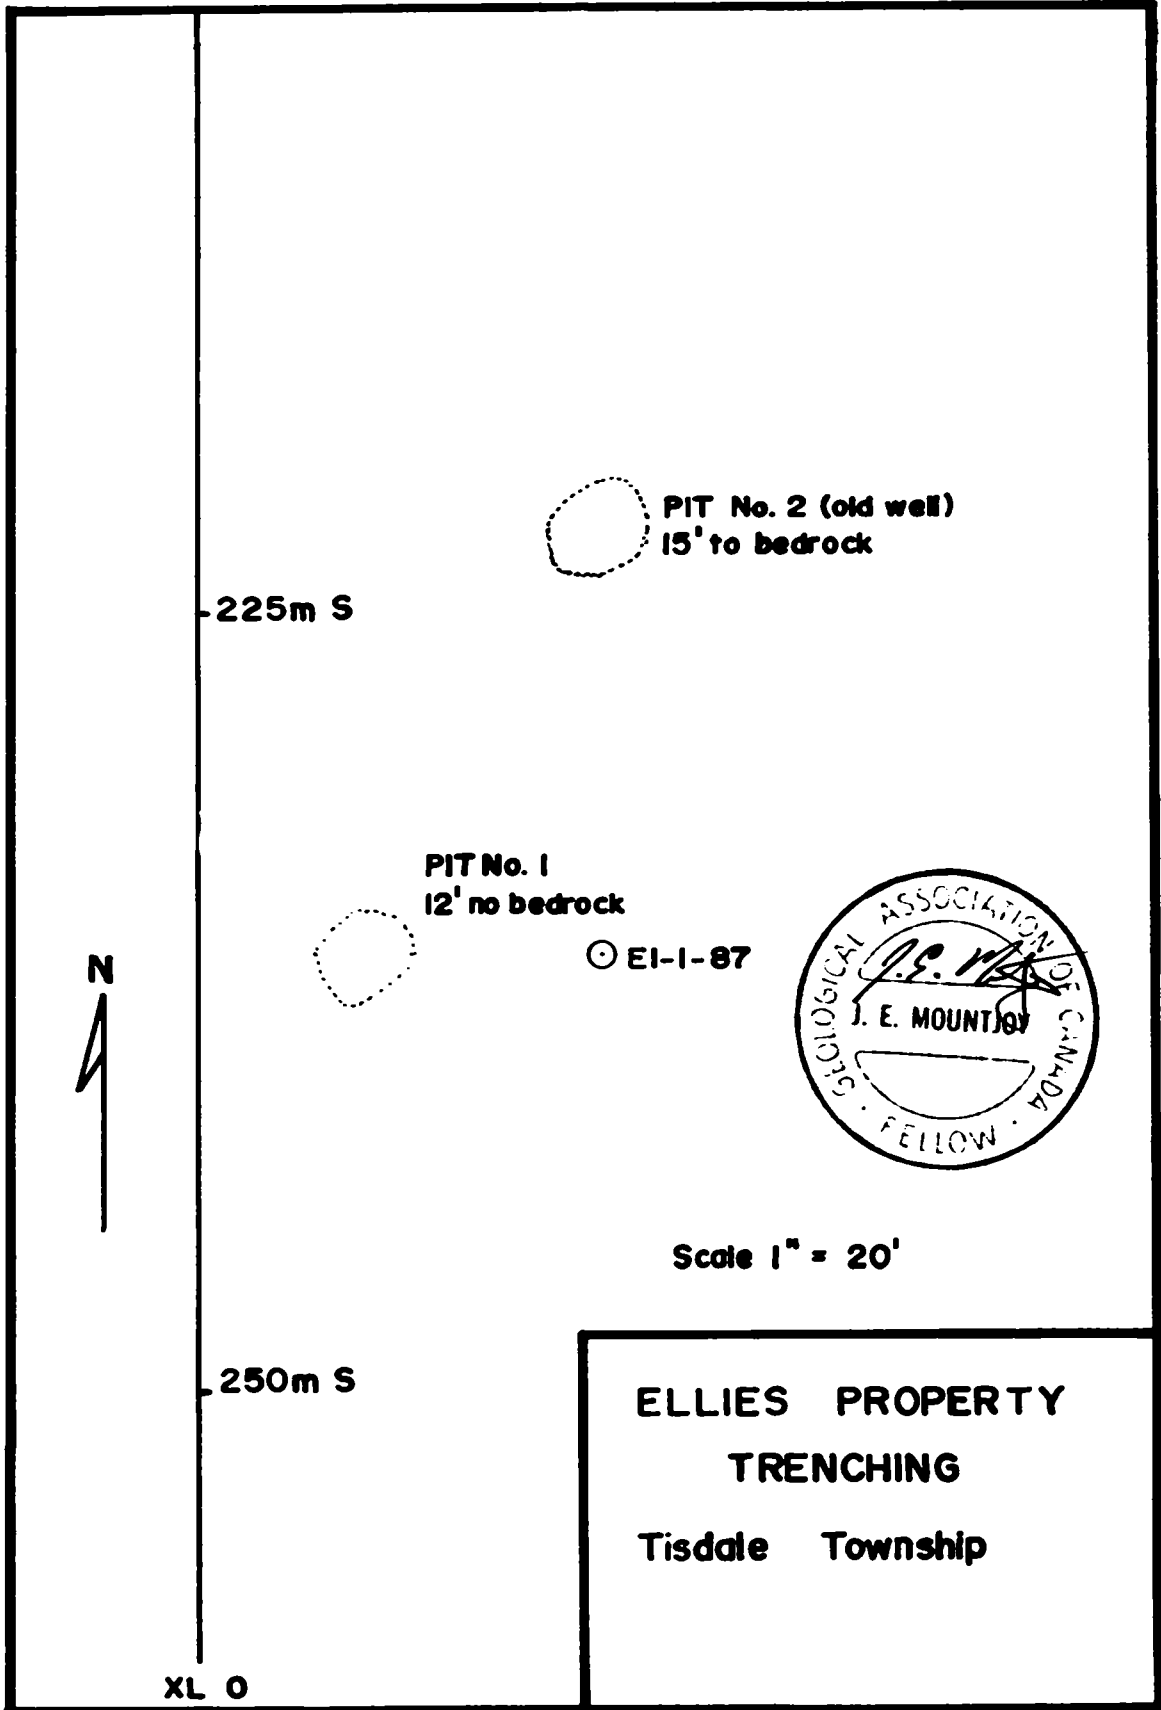 PIT No. 2 (old well)
15' to bedrock
225m S
PIT No. 1
12' no bedrock
E1-1-87
N
GEOLOGICAL ASSOCIATION OF CANADA
J. E. MOUNTJOY
· FELLOW ·
Scale 1" = 20'
250m S
ELLIES PROPERTY
TRENCHING
Tisdale Township
XL 0